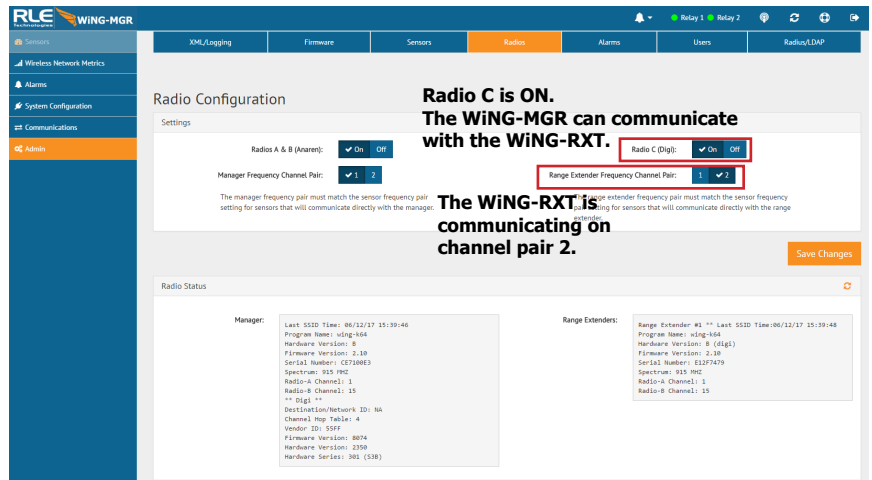 RLE WiNG-MGR
Technologies
Relay 1 Relay 2
Sensors
Wireless Network Metrics
Alarms
System Configuration
Communications
Admin
XML/Logging Firmware Sensors Radios Alarms Users Radius/LDAP
Radio Configuration
Radio C is ON.
The WiNG-MGR can communicate
with the WiNG-RXT.
Settings
Radios A & B (Anaren): On Off
Radio C (Digi): On Off
Manager Frequency Channel Pair: 1 2
Range Extender Frequency Channel Pair: 1 2
The manager frequency pair must match the sensor frequency pair
setting for sensors that will communicate directly with the manager.
The range extender frequency pair must match the sensor frequency
pair setting for sensors that will communicate directly with the range
extender.
The WiNG-RXT is
communicating on
channel pair 2.
Save Changes
Radio Status
Manager:
Last SSID Time: 06/12/17 15:39:46
Program Name: wing-k64
Hardware Version: B
Firmware Version: 2.10
Serial Number: CE7100E3
Spectrum: 915 MHZ
Radio-A Channel: 1
Radio-B Channel: 15
** Digi **
Destination/Network ID: NA
Channel Hop Table: 4
Vendor ID: 55FF
Firmware Version: 8074
Hardware Version: 2350
Hardware Series: 301 (S3B)
Range Extenders:
Range Extender #1 ** Last SSID Time:06/12/17 15:39:48
Program Name: wing-k64
Hardware Version: B (digi)
Firmware Version: 2.10
Serial Number: E12F7479
Spectrum: 915 MHZ
Radio-A Channel: 1
Radio-B Channel: 15